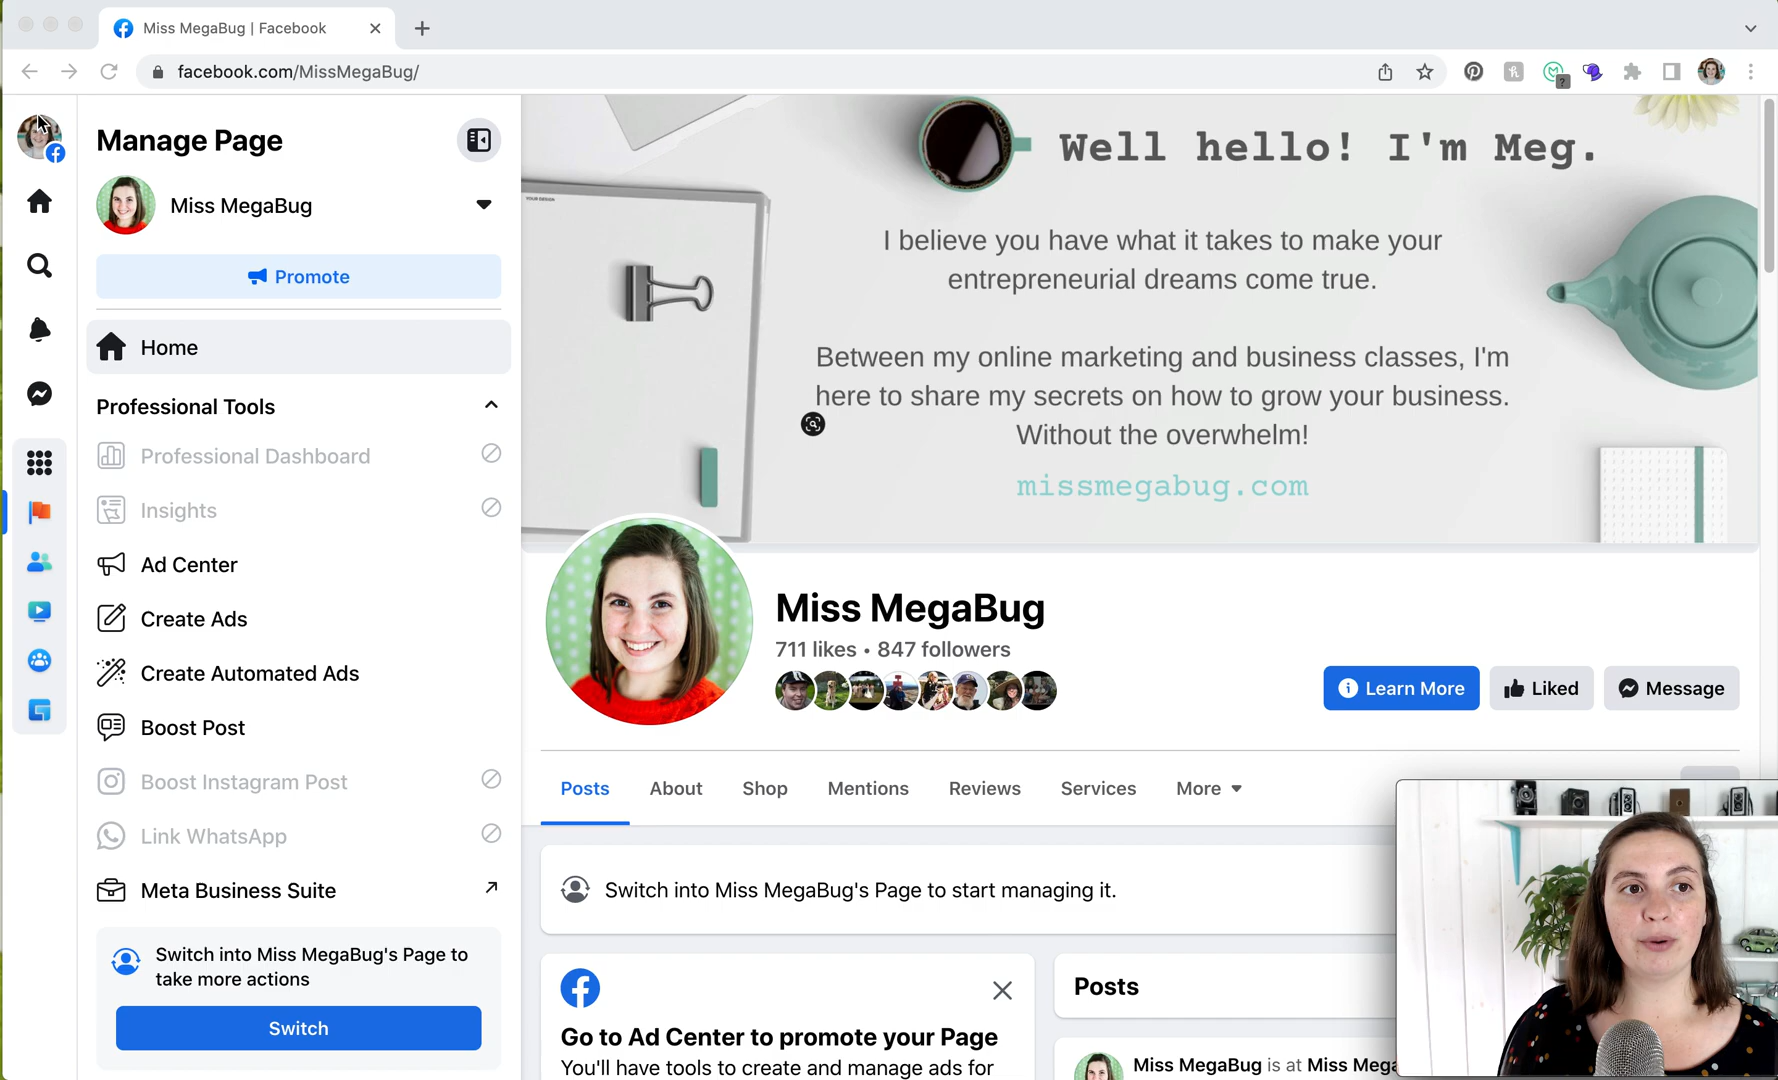 Miss MegaBug | Facebook
facebook.com/MissMegaBug/
Manage Page
Miss MegaBug
Promote
Home
Professional Tools
Professional Dashboard
Insights
Ad Center
Create Ads
Create Automated Ads
Boost Post
Boost Instagram Post
Link WhatsApp
Meta Business Suite
Switch into Miss MegaBug's Page to
take more actions
Switch
YOUR DESIGN
Well hello! I'm Meg.
I believe you have what it takes to make your
entrepreneurial dreams come true.
Between my online marketing and business classes, I'm
here to share my secrets on how to grow your business.
Without the overwhelm!
missmegabug.com
Miss MegaBug
711 likes • 847 followers
Learn More
Liked
Message
Posts
About
Shop
Mentions
Reviews
Services
More
Switch into Miss MegaBug's Page to start managing it.
Go to Ad Center to promote your Page
You'll have tools to create and manage ads for
Posts
Miss MegaBug is at Miss Mega